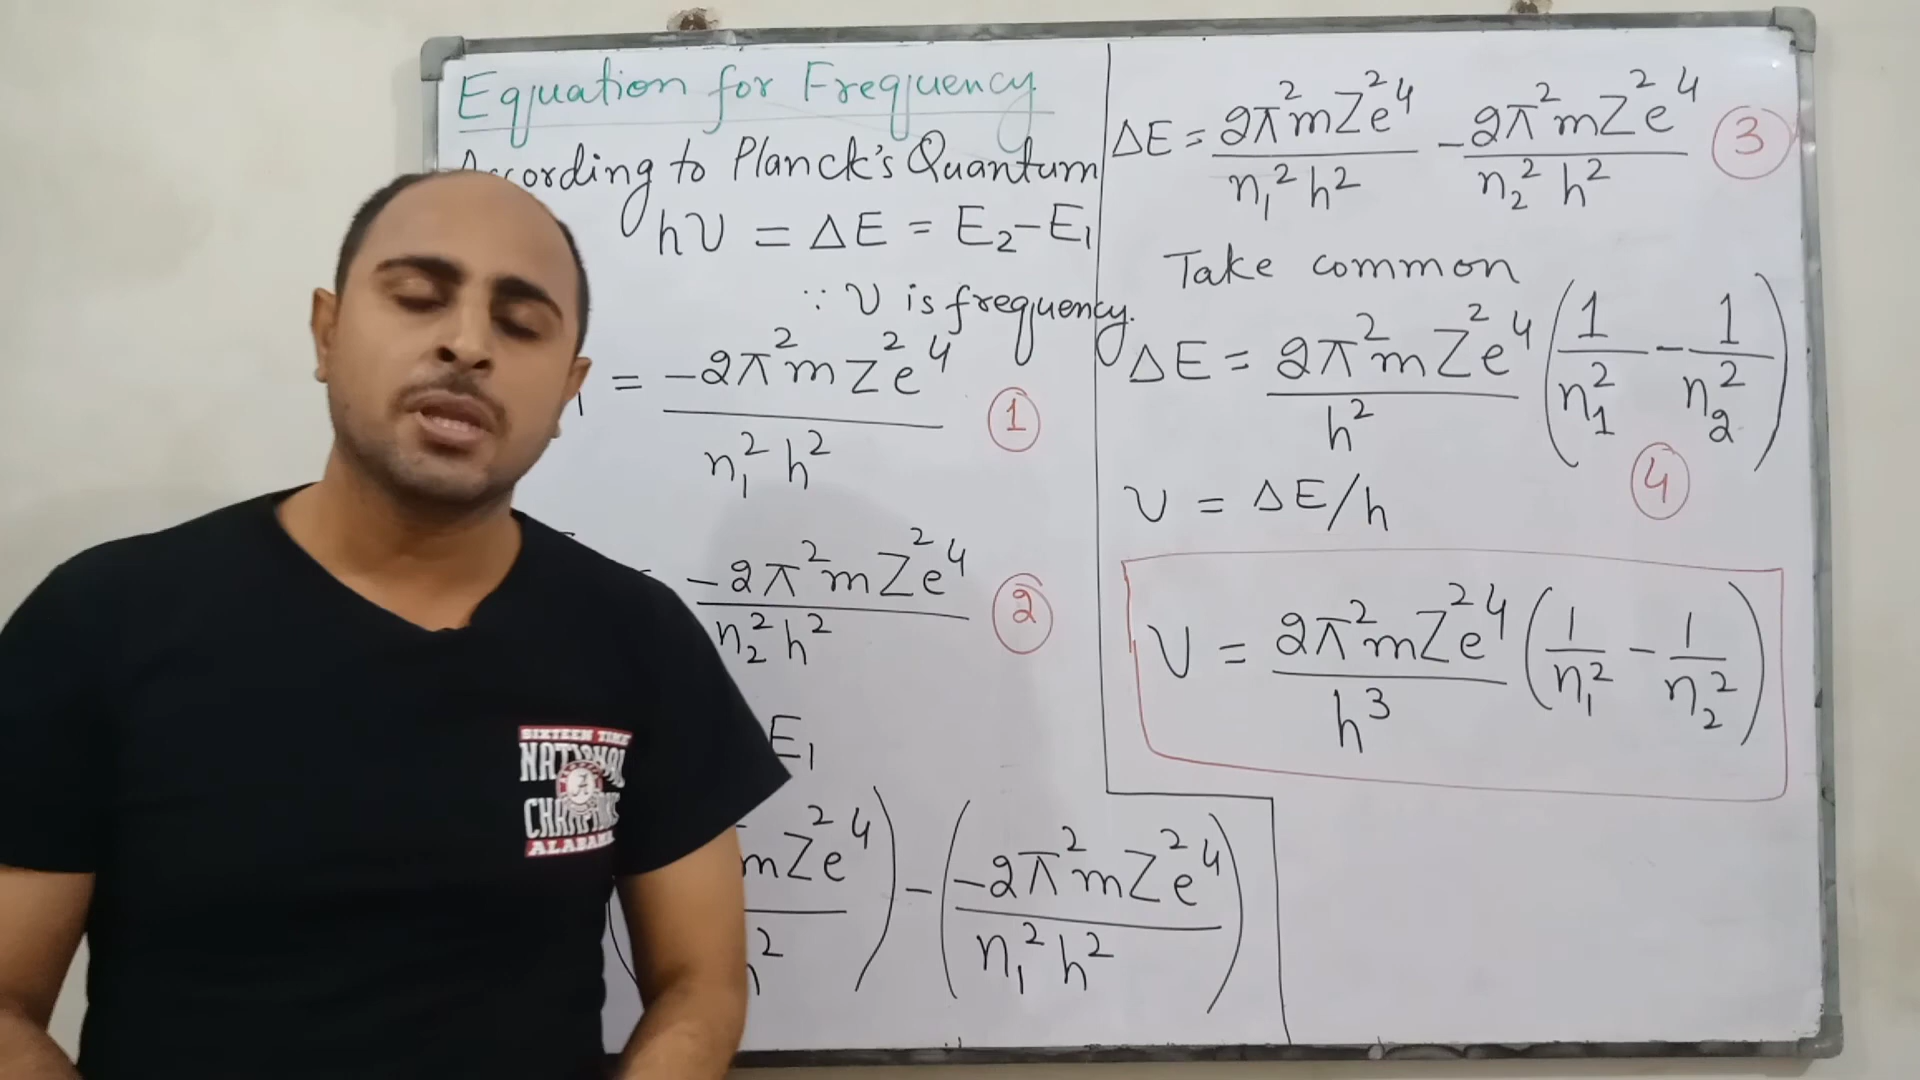 Equation for Frequency
According to Planck's Quantum
hυ = ΔE = E₂-E₁
∵ υ is frequency.
= -2π²mZ²e⁴ / n₁²h² ①
-2π²mZ²e⁴ / n₂²h² ②
E₁
mZ²e⁴ / h²) - (-2π²mZ²e⁴ / n₁²h²)
ΔE = 2π²mZ²e⁴ / n₁²h² - 2π²mZ²e⁴ / n₂²h² ③
Take common
ΔE = 2π²mZ²e⁴ / h² (1/n₁² - 1/n₂²)
④
υ = ΔE/h
υ = 2π²mZ²e⁴ / h³ (1/n₁² - 1/n₂²)
SIXTEEN TIME
NATIONAL
A
CHAMPIONS
ALABAMA